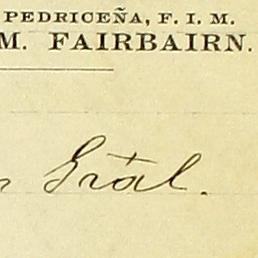 PEDRICEÑA, F. I. M.
M. FAIRBAIRN.
Gral.